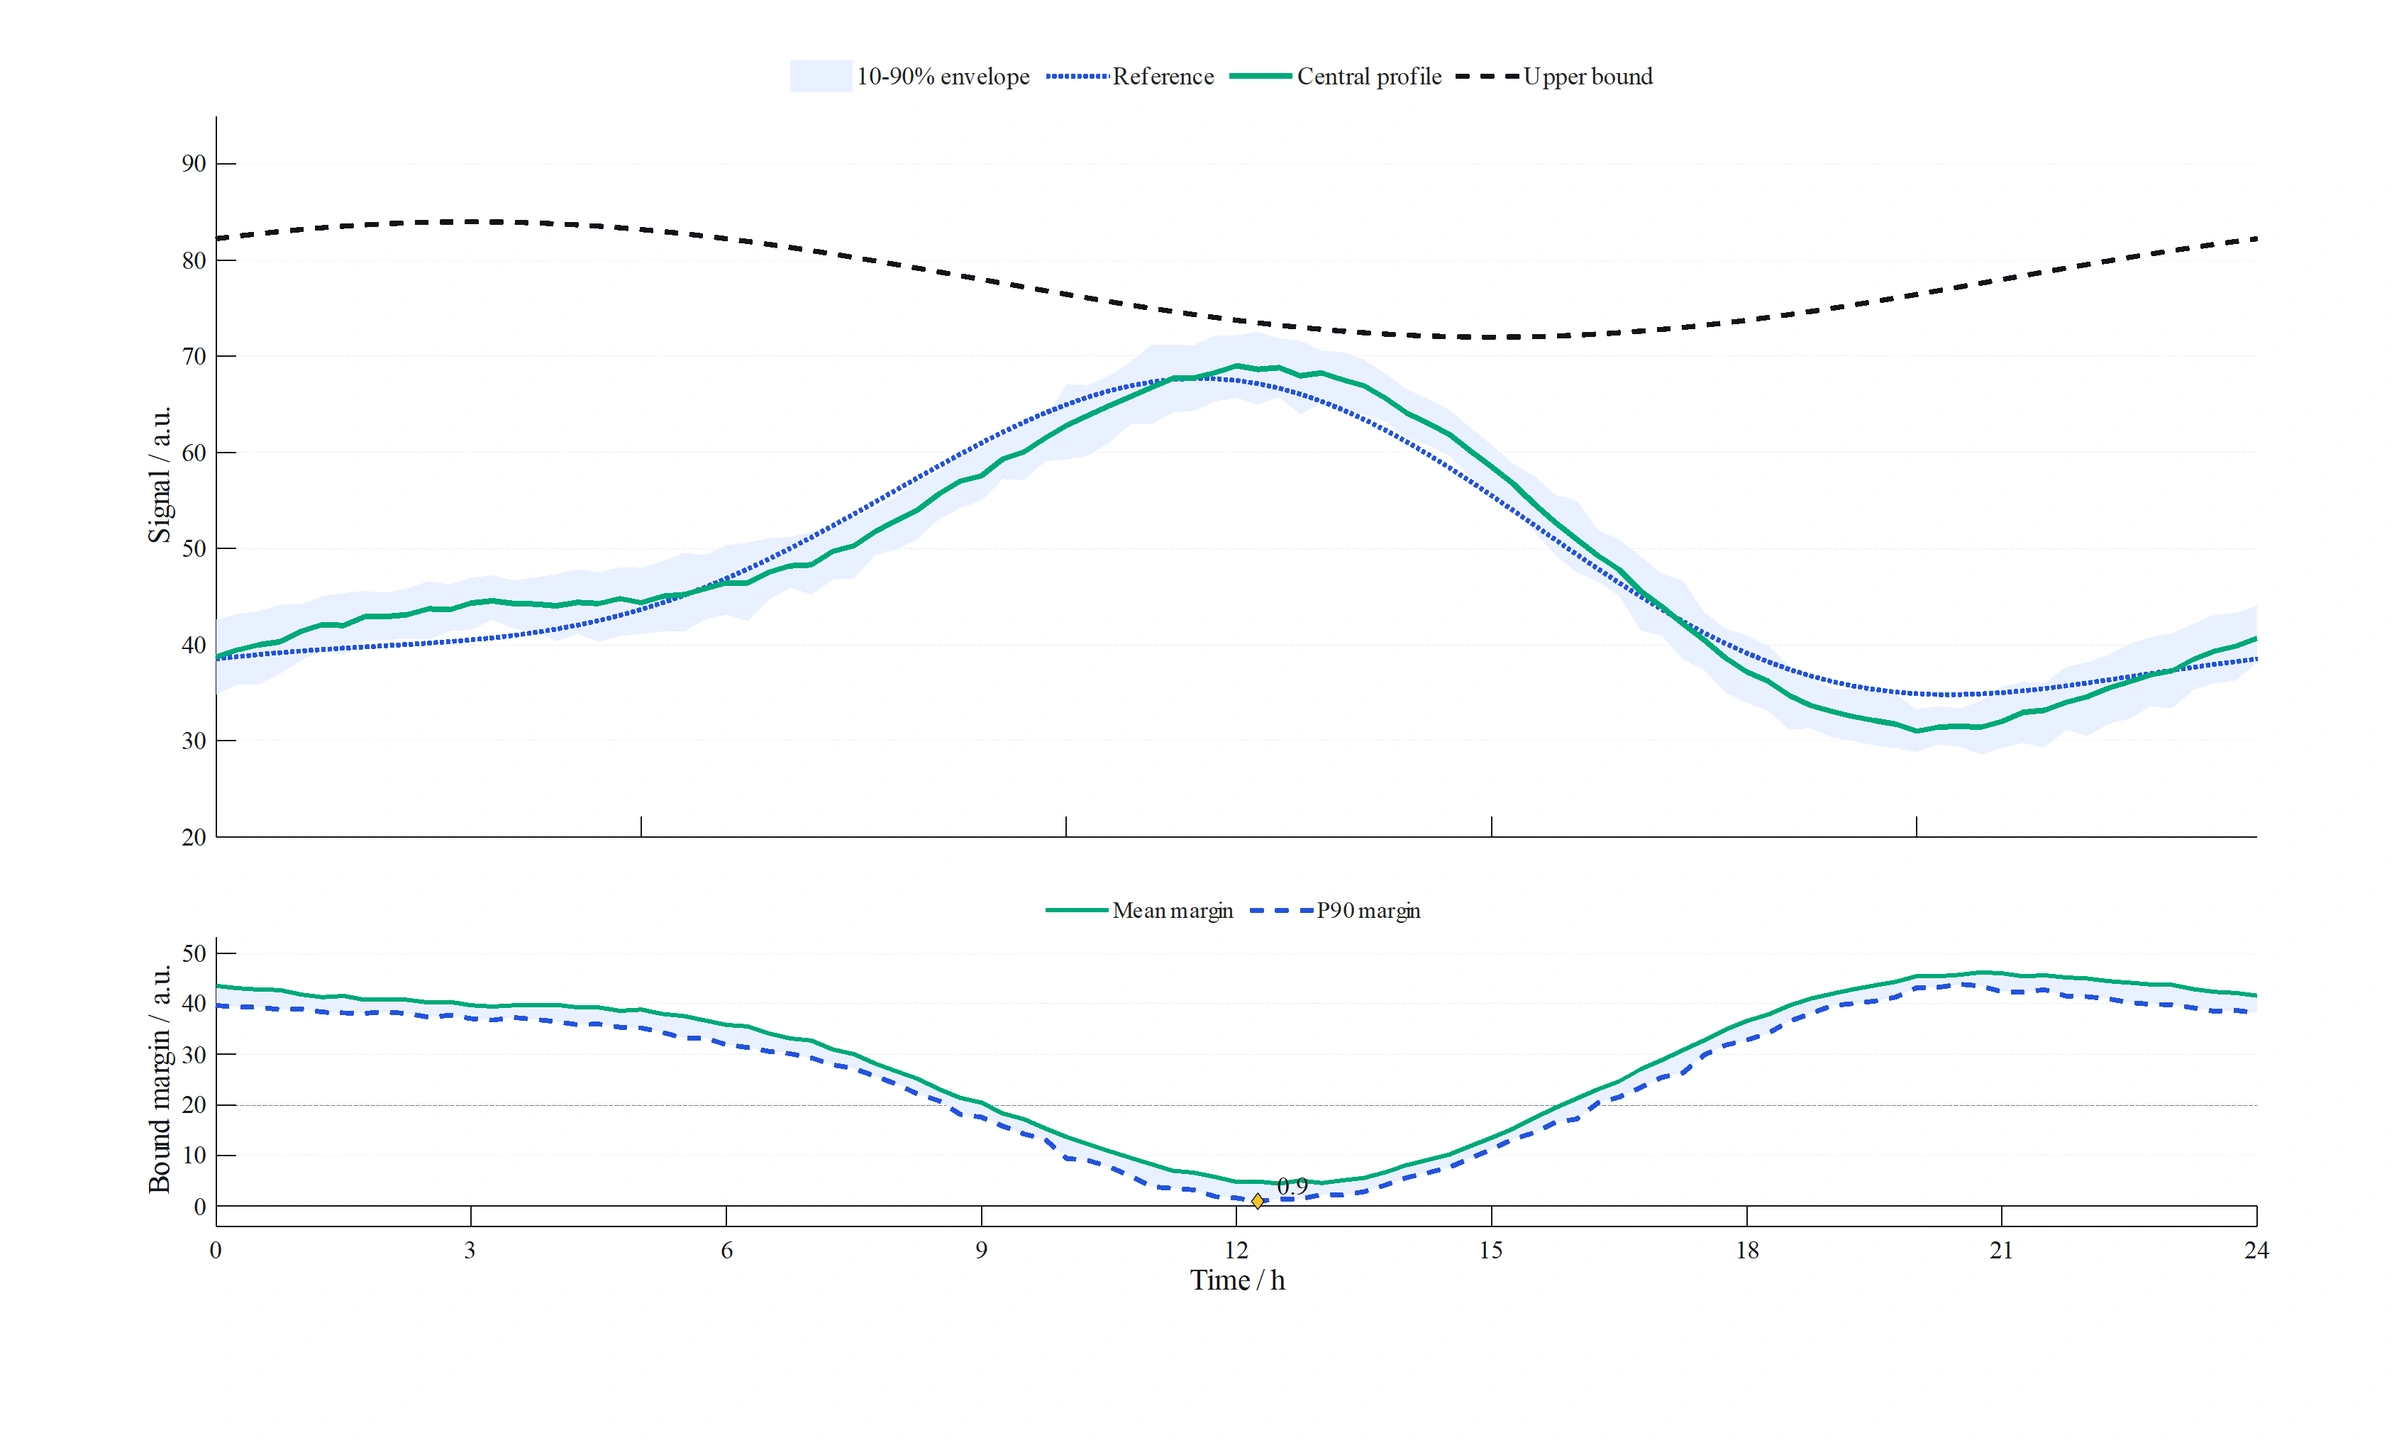 10-90% envelope Reference Central profile Upper bound
90
80
70
60
50
40
30
20
Signal / a.u.
Mean margin P90 margin
50
40
30
20
10
0
Bound margin / a.u.
0.9
0 3 6 9 12 15 18 21 24
Time / h